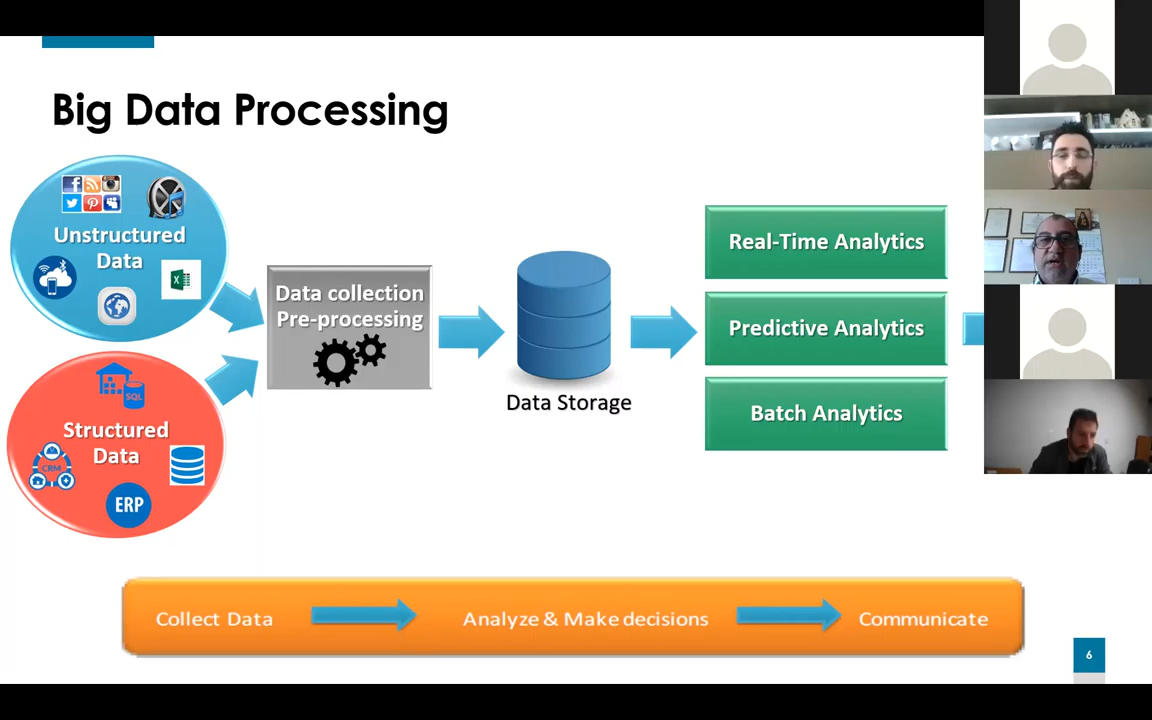 Big Data Processing
Unstructured
Data
Structured
Data
SQL
CRM
ERP
Data collection
Pre-processing
Data Storage
Real-Time Analytics
Predictive Analytics
Batch Analytics
Collect Data
Analyze & Make decisions
Communicate
6